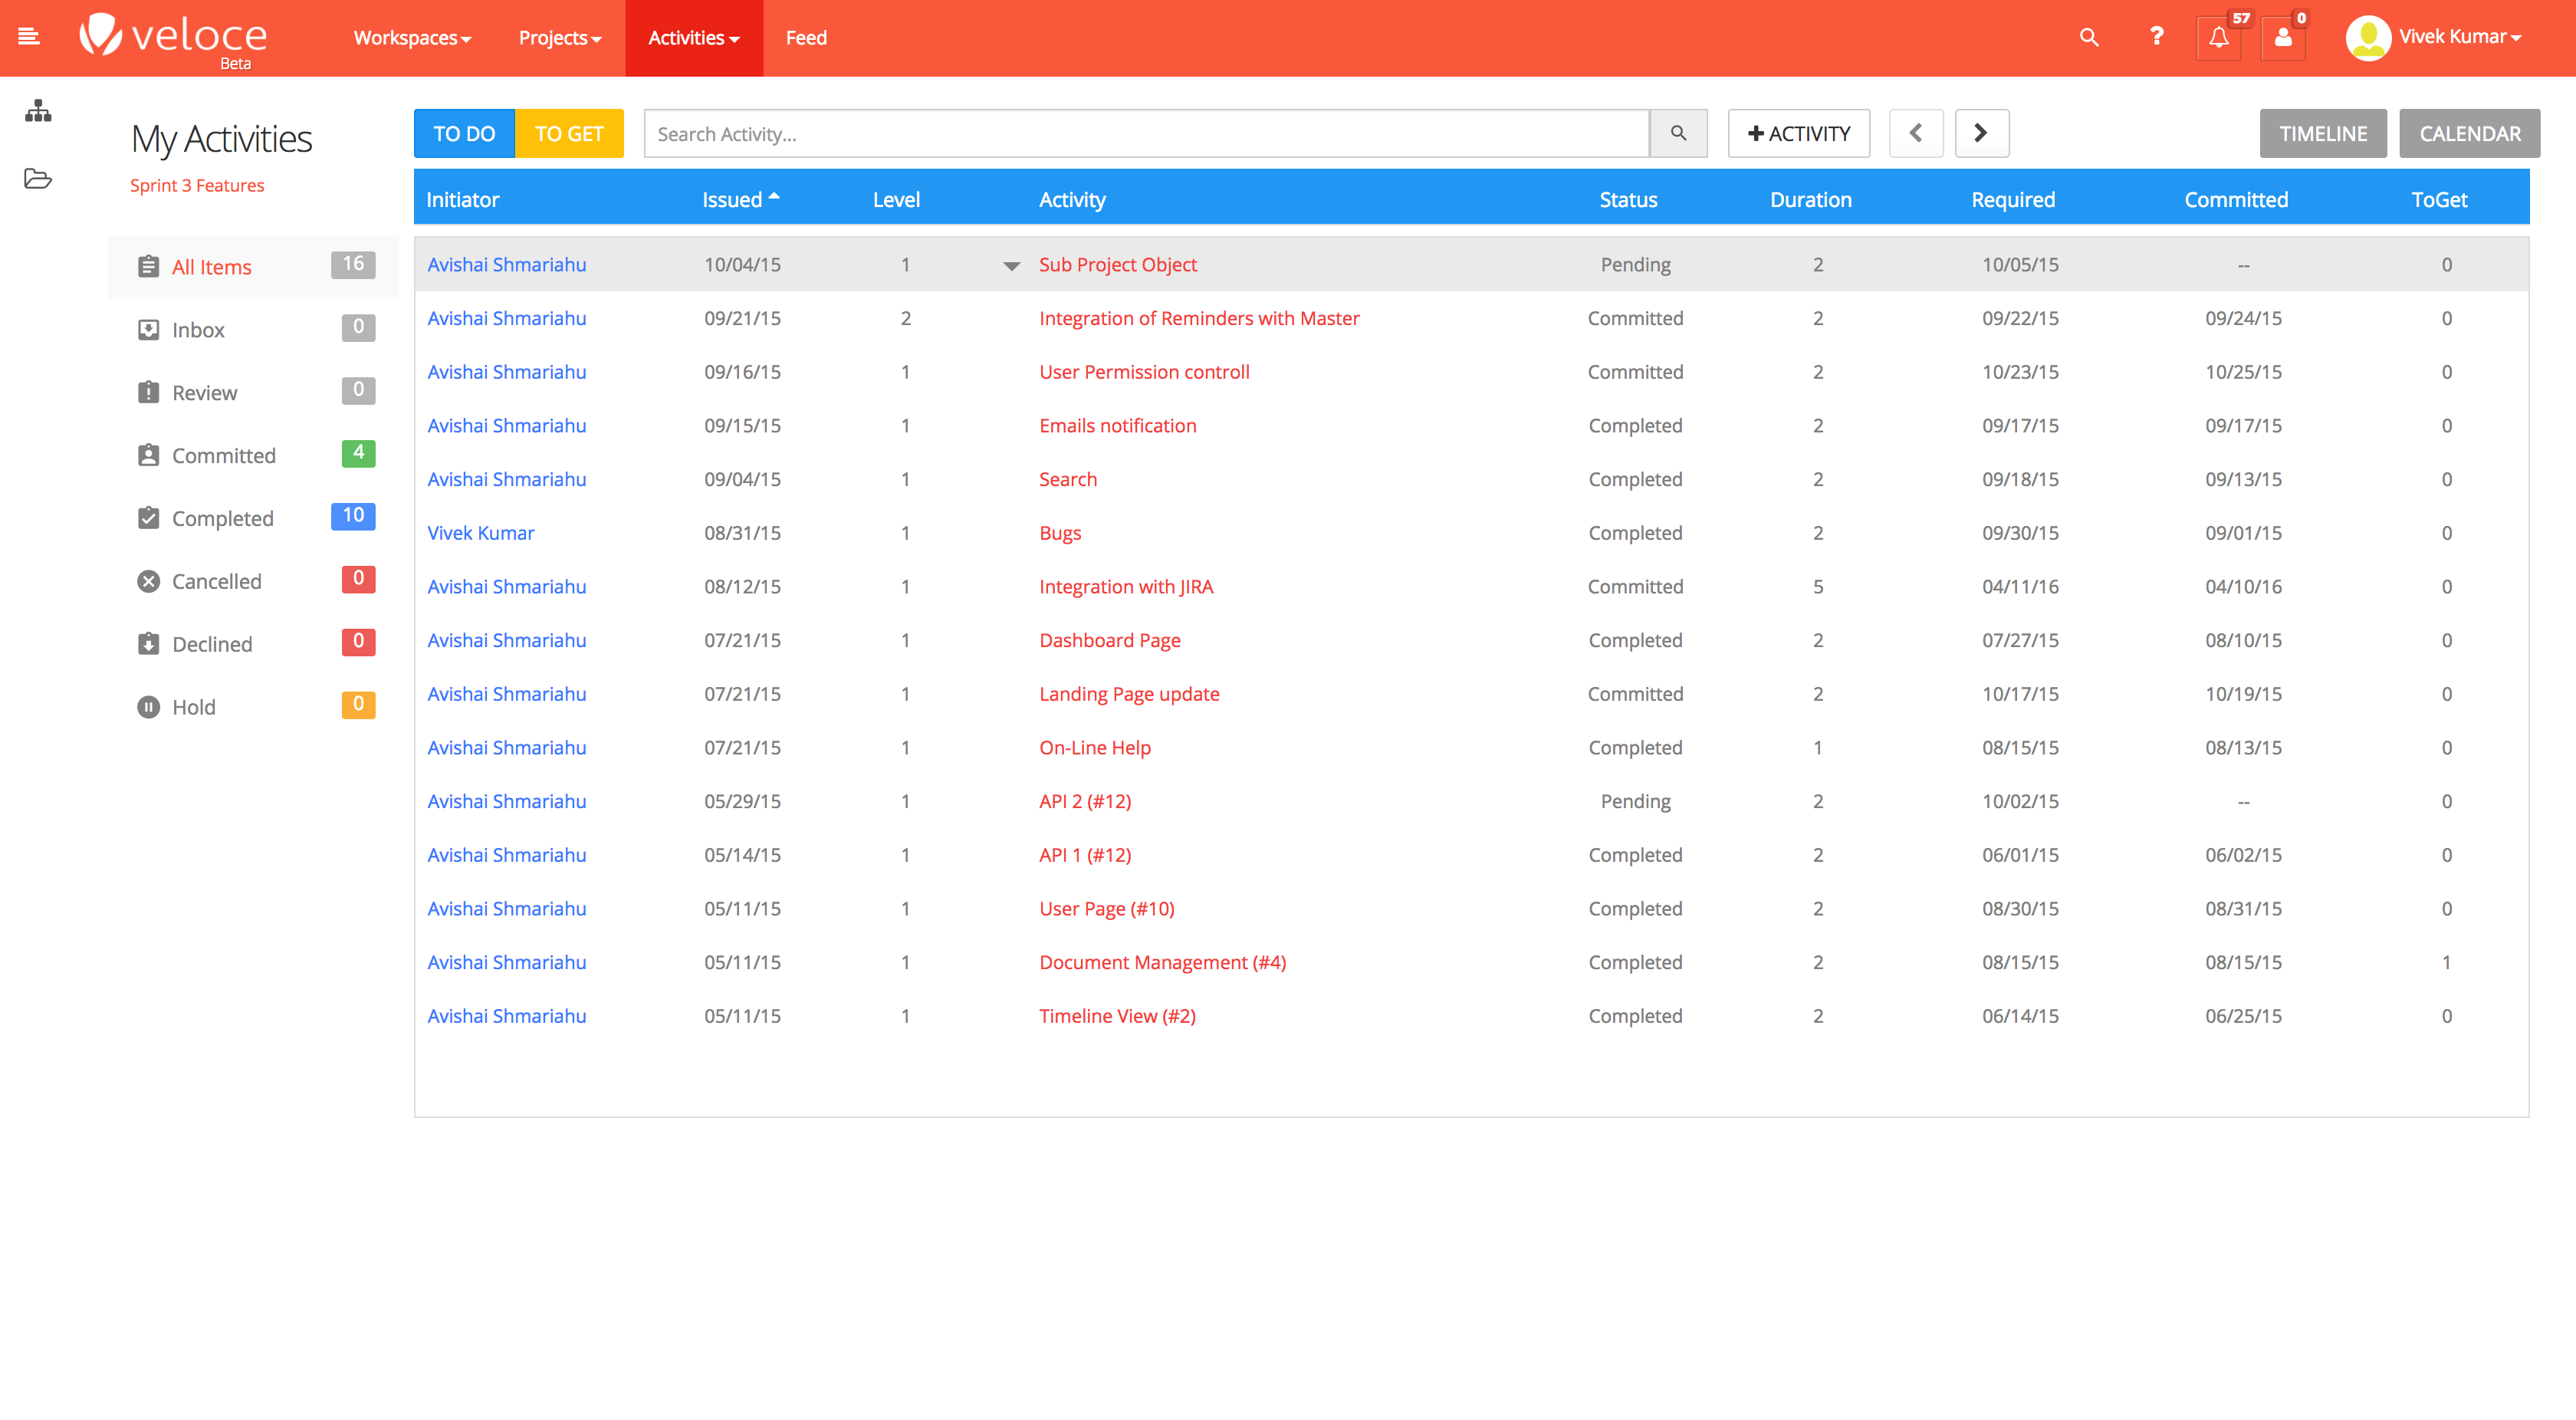 veloce
Beta
Workspaces
Projects
Activities
Feed
?
57
0
Vivek Kumar
My Activities
Sprint 3 Features
All Items 16
Inbox 0
Review 0
Committed 4
Completed 10
Cancelled 0
Declined 0
Hold 0
TO DO TO GET Search Activity... + ACTIVITY TIMELINE CALENDAR
Initiator Issued Level Activity Status Duration Required Committed ToGet
Avishai Shmariahu 10/04/15 1 Sub Project Object Pending 2 10/05/15 -- 0
Avishai Shmariahu 09/21/15 2 Integration of Reminders with Master Committed 2 09/22/15 09/24/15 0
Avishai Shmariahu 09/16/15 1 User Permission controll Committed 2 10/23/15 10/25/15 0
Avishai Shmariahu 09/15/15 1 Emails notification Completed 2 09/17/15 09/17/15 0
Avishai Shmariahu 09/04/15 1 Search Completed 2 09/18/15 09/13/15 0
Vivek Kumar 08/31/15 1 Bugs Completed 2 09/30/15 09/01/15 0
Avishai Shmariahu 08/12/15 1 Integration with JIRA Committed 5 04/11/16 04/10/16 0
Avishai Shmariahu 07/21/15 1 Dashboard Page Completed 2 07/27/15 08/10/15 0
Avishai Shmariahu 07/21/15 1 Landing Page update Committed 2 10/17/15 10/19/15 0
Avishai Shmariahu 07/21/15 1 On-Line Help Completed 1 08/15/15 08/13/15 0
Avishai Shmariahu 05/29/15 1 API 2 (#12) Pending 2 10/02/15 -- 0
Avishai Shmariahu 05/14/15 1 API 1 (#12) Completed 2 06/01/15 06/02/15 0
Avishai Shmariahu 05/11/15 1 User Page (#10) Completed 2 08/30/15 08/31/15 0
Avishai Shmariahu 05/11/15 1 Document Management (#4) Completed 2 08/15/15 08/15/15 1
Avishai Shmariahu 05/11/15 1 Timeline View (#2) Completed 2 06/14/15 06/25/15 0